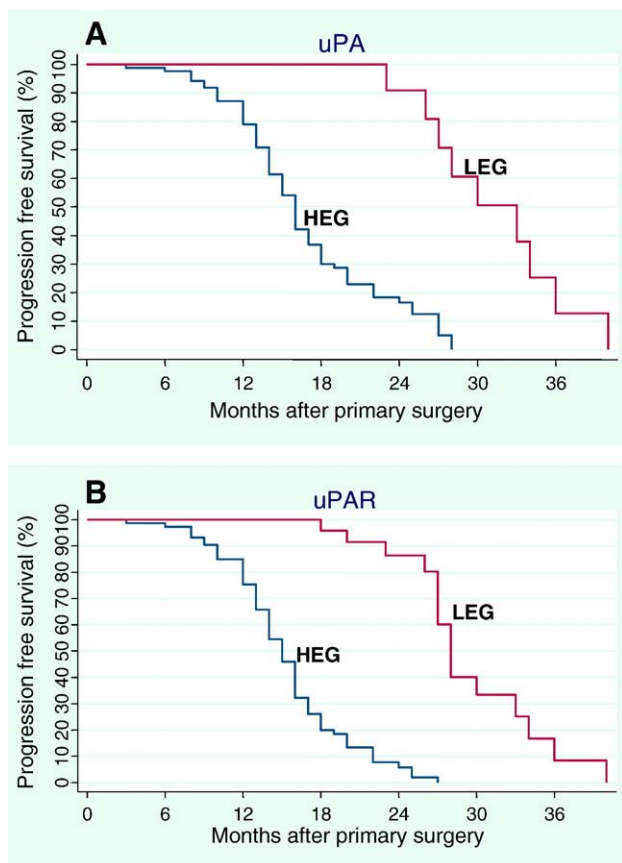 A
uPA
Progression free survival (%)
100
90
80
70
60
50
40
30
20
10
0
LEG
HEG
0 6 12 18 24 30 36
Months after primary surgery
B
uPAR
Progression free survival (%)
100
90
80
70
60
50
40
30
20
10
0
LEG
HEG
0 6 12 18 24 30 36
Months after primary surgery